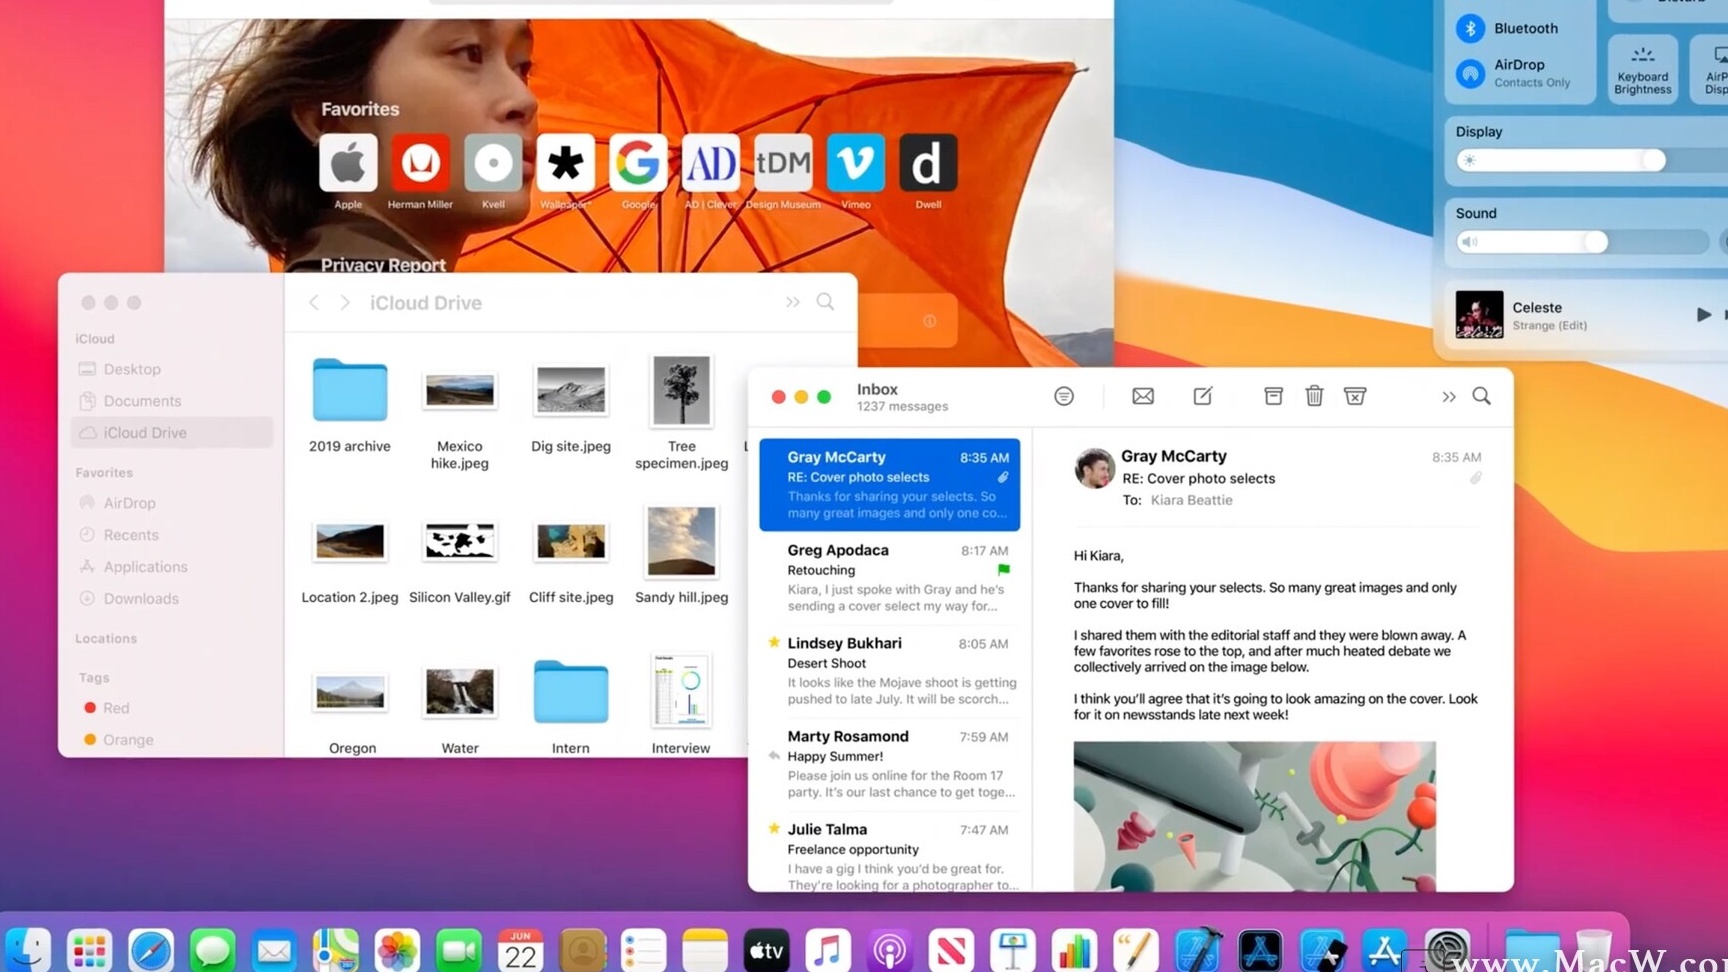 Favorites
AD
tDM
d
Apple
Herman Miller
Kvell
Wallpaper*
Google
AD | Clever
Design Museum
Vimeo
Dwell
Privacy Report
Bluetooth
AirDrop
Contacts Only
Keyboard
Brightness
Display
Sound
Celeste
Strange (Edit)
iCloud
Desktop
Documents
iCloud Drive
Favorites
AirDrop
Recents
Applications
Downloads
Locations
Tags
Red
Orange
iCloud Drive
2019 archive
Mexico
hike.jpeg
Dig site.jpeg
Tree
specimen.jpeg
Location 2.jpeg
Silicon Valley.gif
Cliff site.jpeg
Sandy hill.jpeg
Oregon
Water
Intern
Interview
Inbox
1237 messages
Gray McCarty 8:35 AM
RE: Cover photo selects
Thanks for sharing your selects. So
many great images and only one co...
Greg Apodaca 8:17 AM
Retouching
Kiara, I just spoke with Gray and he's
sending a cover select my way for...
Lindsey Bukhari 8:05 AM
Desert Shoot
It looks like the Mojave shoot is getting
pushed to late July. It will be scorch...
Marty Rosamond 7:59 AM
Happy Summer!
Please join us online for the Room 17
party. It's our last chance to get toge...
Julie Talma 7:47 AM
Freelance opportunity
I have a gig I think you'd be great for.
They're looking for a photographer to...
Gray McCarty 8:35 AM
RE: Cover photo selects
To: Kiara Beattie
Hi Kiara,
Thanks for sharing your selects. So many great images and only
one cover to fill!
I shared them with the editorial staff and they were blown away. A
few favorites rose to the top, and after much heated debate we
collectively arrived on the image below.
I think you'll agree that it's going to look amazing on the cover. Look
for it on newsstands late next week!
JUN
22
tv
www.MacW.co